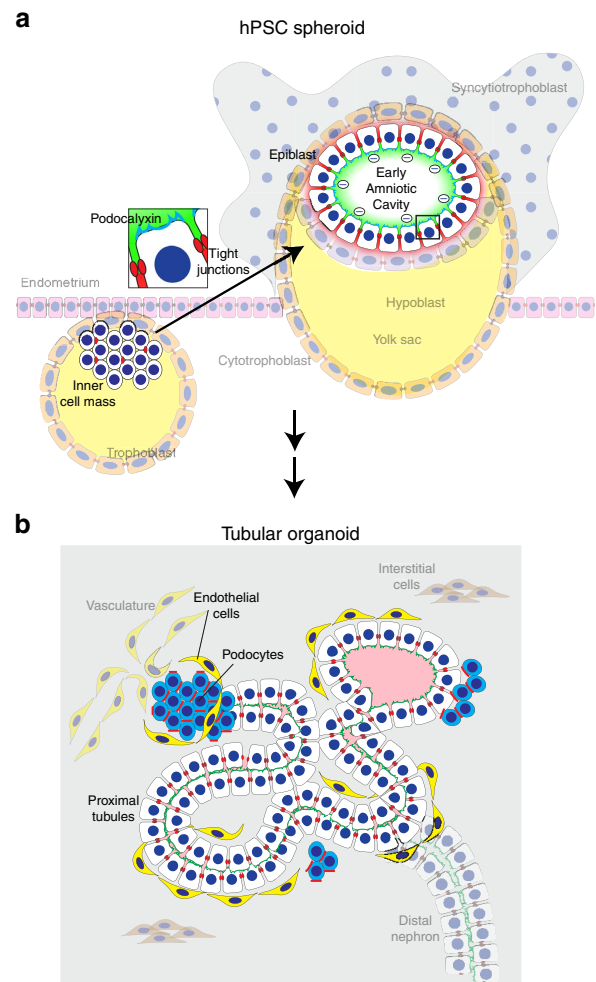 a
hPSC spheroid
Syncytiotrophoblast
Epiblast
Early
Amniotic
Cavity
Podocalyxin
Tight
junctions
Endometrium
Hypoblast
Yolk sac
Cytotrophoblast
Inner
cell mass
Trophoblast
b
Tubular organoid
Interstitial
cells
Vasculature
Endothelial
cells
Podocytes
Proximal
tubules
Distal
nephron